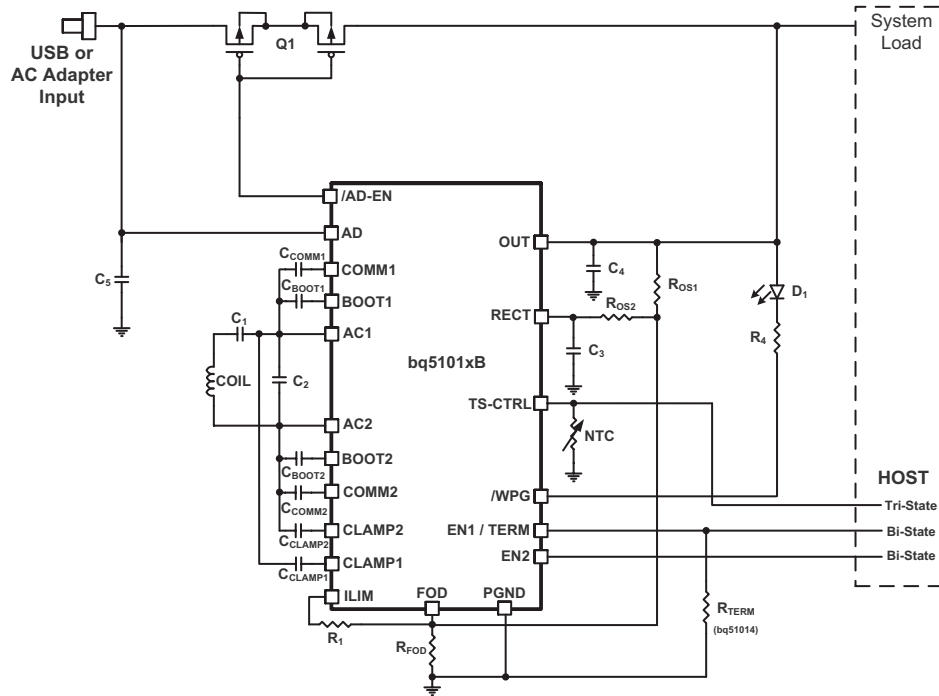 USB or
AC Adapter
Input
Q1
System
Load
/AD-EN
AD
C5
CCOMM1
COMM1
CBOOT1
BOOT1
C1
AC1
COIL
C2
AC2
BOOT2
CBOOT2
COMM2
CCOMM2
CLAMP2
CCLAMP2
CLAMP1
CCLAMP1
ILIM
R1
FOD
PGND
RFOD
bq5101xB
OUT
C4
ROS1
ROS2
RECT
C3
D1
R4
TS-CTRL
NTC
/WPG
EN1 / TERM
EN2
HOST
Tri-State
Bi-State
Bi-State
RTERM
(bq51014)